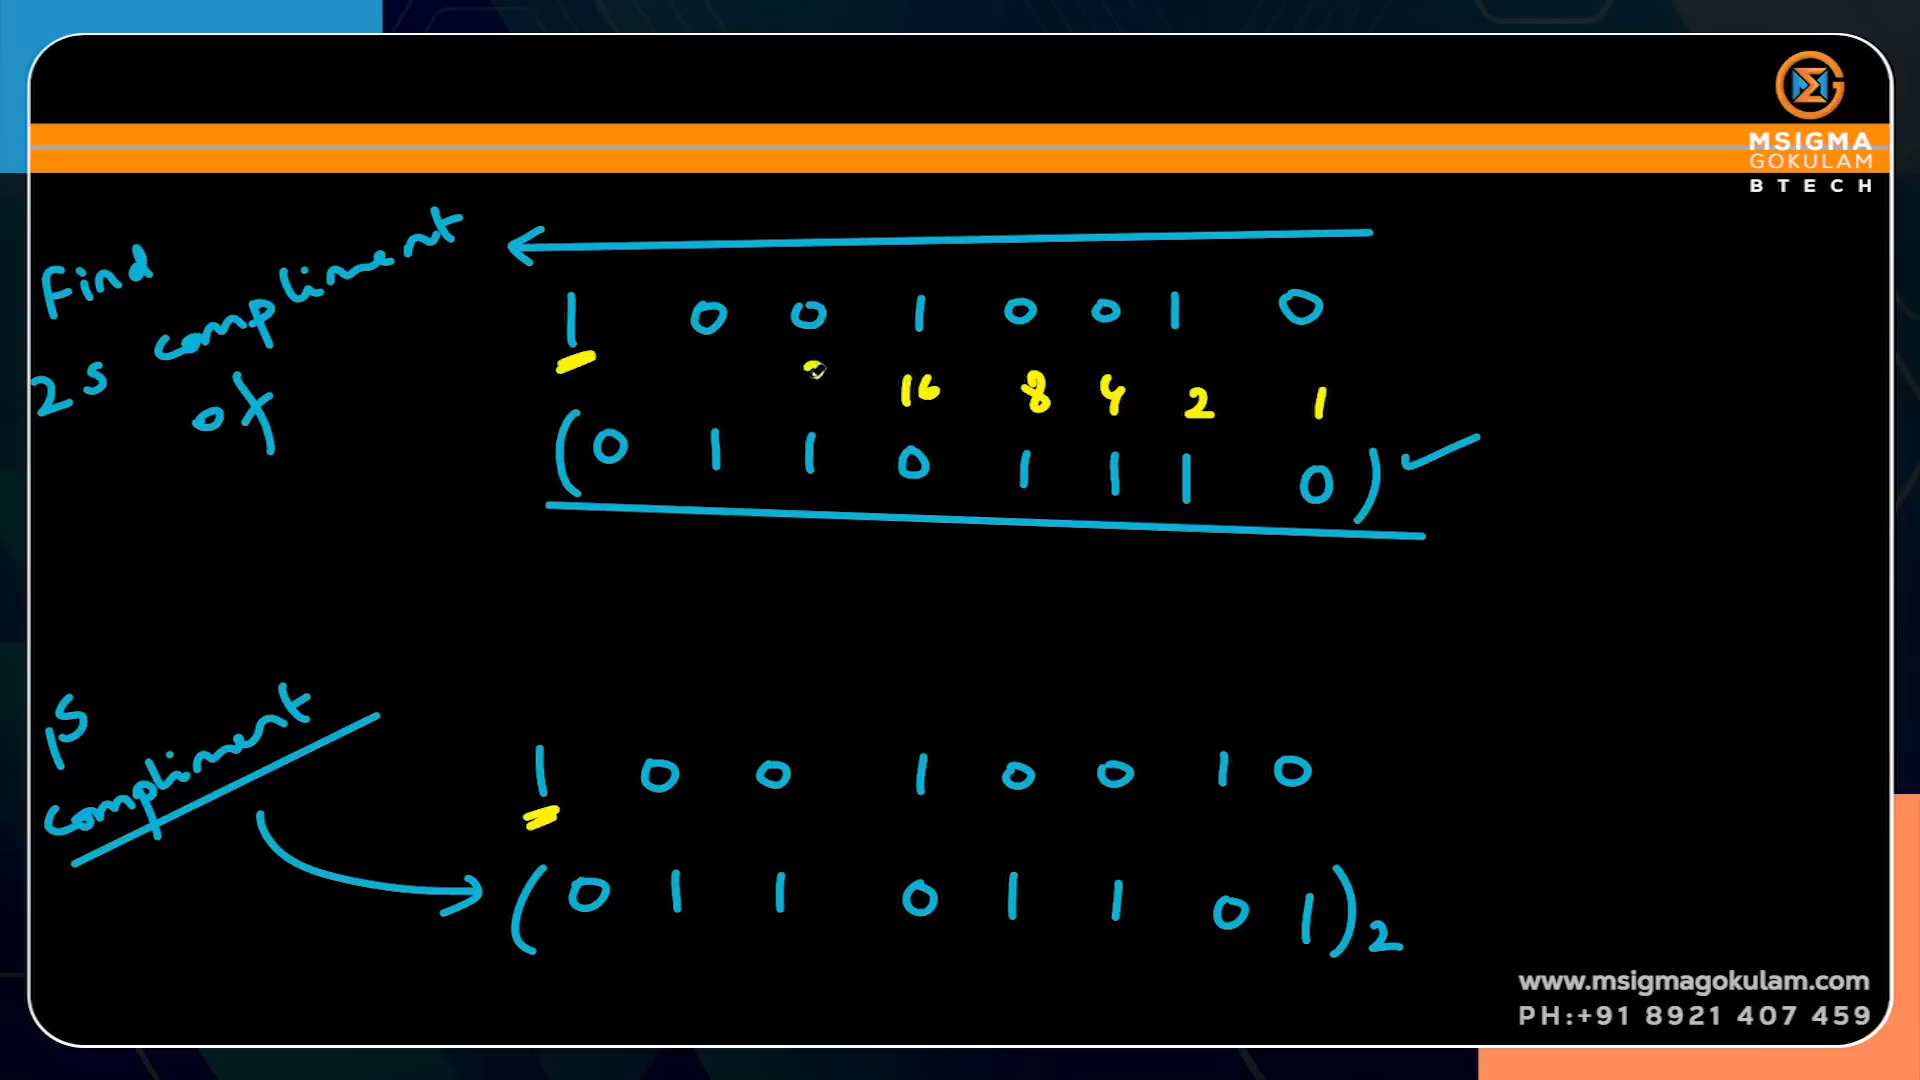 MSIGMA
GOKULAM
BTECH
Find
2s compliment
of
1 0 0 1 0 0 1 0
16 8 4 2 1
(0 1 1 0 1 1 1 0)
1s
compliment
1 0 0 1 0 0 1 0
(0 1 1 0 1 1 0 1)2
www.msigmagokulam.com
PH:+91 8921 407 459